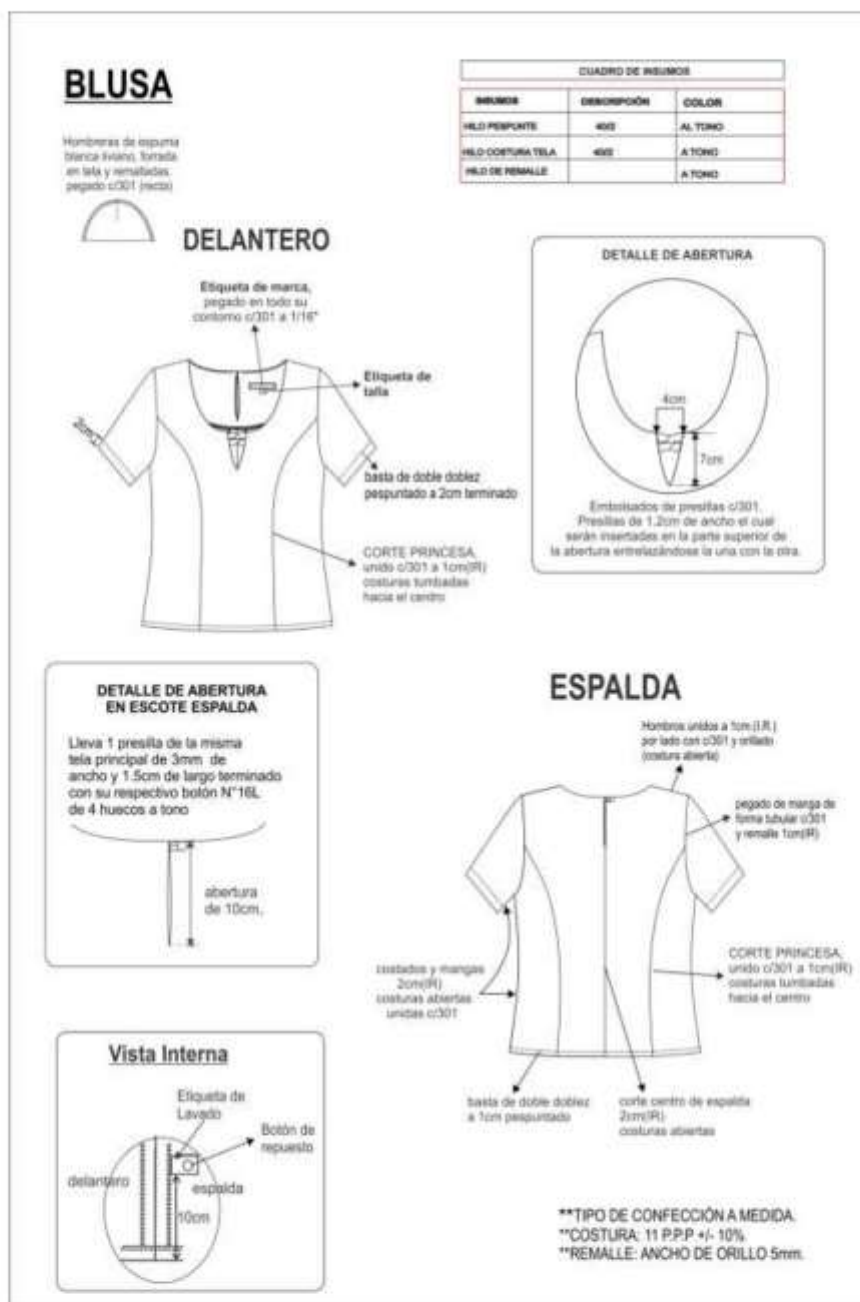 BLUSA
Hombreras de espuma
blanca liviano, forrada
en tela y remalladas.
pegado c/301 (recta)
CUADRO DE INSUMOS
INSUMOS DESCRIPCIÓN COLOR
HILO PESPUNTE 40/2 AL TONO
HILO COSTURA TELA 40/2 A TONO
HILO DE REMALLE A TONO
DELANTERO
Etiqueta de marca,
pegado en todo su
contorno c/301 a 1/16"
Etiqueta de
talla
2cm
basta de doble doblez
pespuntado a 2cm terminado
CORTE PRINCESA,
unido c/301 a 1cm(IR)
costuras tumbadas
hacia el centro
DETALLE DE ABERTURA
4cm
7cm
Embolsados de presillas c/301.
Presillas de 1.2cm de ancho el cual
serán insertadas en la parte superior de
la abertura entrelazándose la una con la otra.
DETALLE DE ABERTURA
EN ESCOTE ESPALDA
Lleva 1 presilla de la misma
tela principal de 3mm de
ancho y 1.5cm de largo terminado
con su respectivo botón N°16L
de 4 huecos a tono
abertura
de 10cm.
ESPALDA
Hombros unidos a 1cm (I.R.)
por lado con c/301 y orillado
(costura abierta)
pegado de manga de
forma tubular c/301
y remalle 1cm(IR)
costados y mangas
2cm(IR)
costuras abiertas
unidas c/301
CORTE PRINCESA,
unido c/301 a 1cm(IR)
costuras tumbadas
hacia el centro
basta de doble doblez
a 1cm pespuntado
corte centro de espalda
2cm(IR)
costuras abiertas
Vista Interna
Etiqueta de
Lavado
Botón de
repuesto
delantero
espalda
10cm
**TIPO DE CONFECCIÓN A MEDIDA.
**COSTURA: 11 P.P.P +/- 10%
**REMALLE: ANCHO DE ORILLO 5mm.